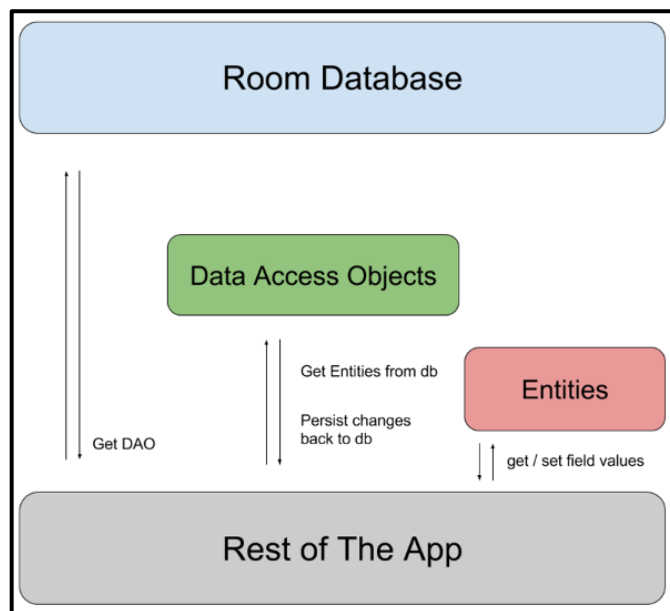 Room Database
Data Access Objects
Get Entities from db
Persist changes
back to db
Entities
Get DAO
get / set field values
Rest of The App